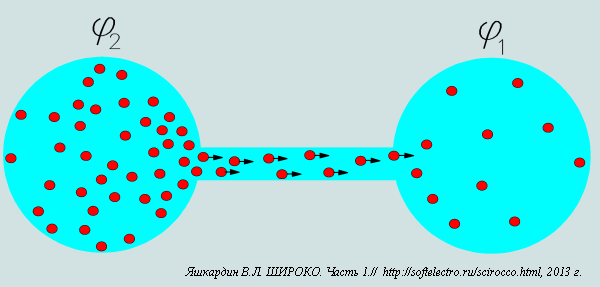 φ2
φ1
Яшкардин В.Л. ШИРОКО. Часть 1.// http://softelectro.ru/scirocco.html, 2013 г.